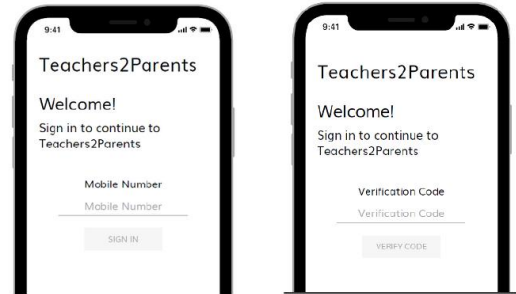 9:41
Teachers2Parents
Welcome!
Sign in to continue to
Teachers2Parents
Mobile Number
Mobile Number
SIGN IN
9:41
Teachers2Parents
Welcome!
Sign in to continue to
Teachers2Parents
Verification Code
Verification Code
VERIFY CODE